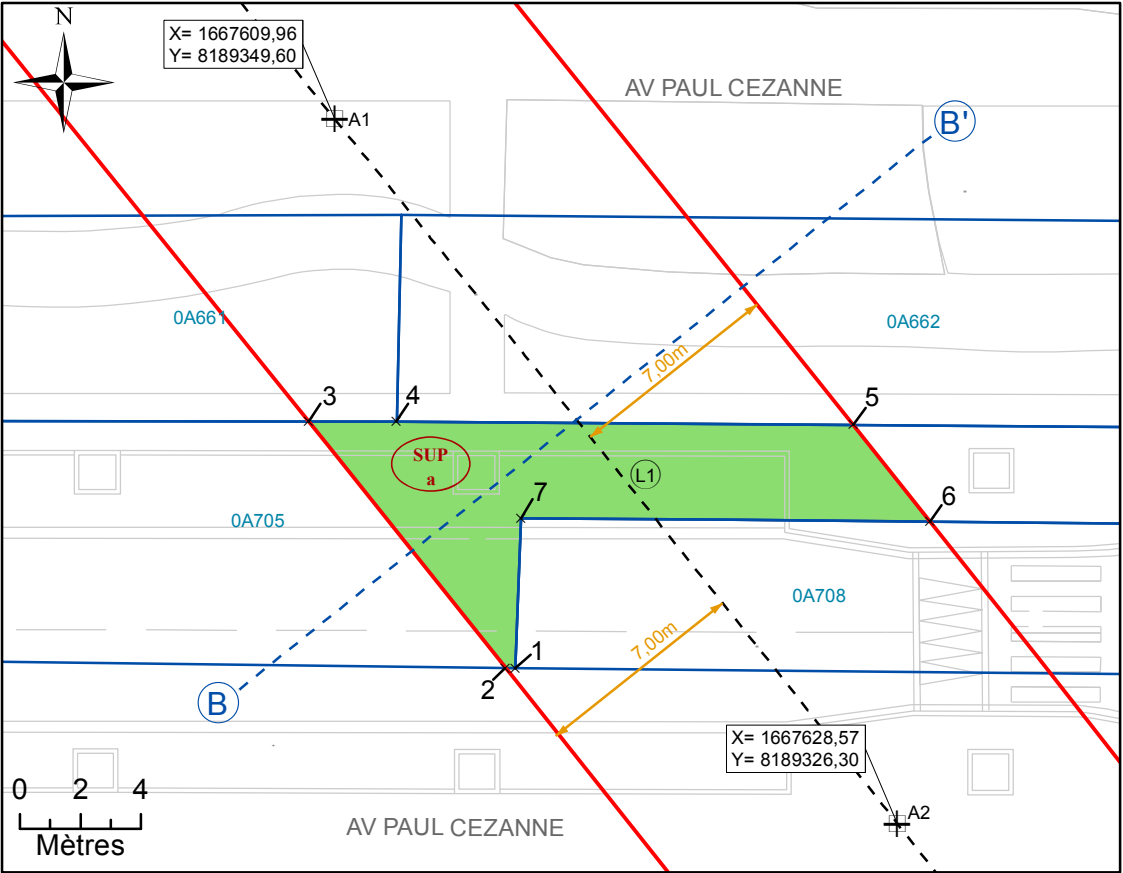 N
X= 1667609,96
Y= 8189349,60
A1
AV PAUL CEZANNE
B'
0A661
0A662
7,00m
3
4
5
SUP
a
L1
7
6
0A705
0A708
7,00m
1
2
B
X= 1667628,57
Y= 8189326,30
A2
0 2 4
Mètres
AV PAUL CEZANNE